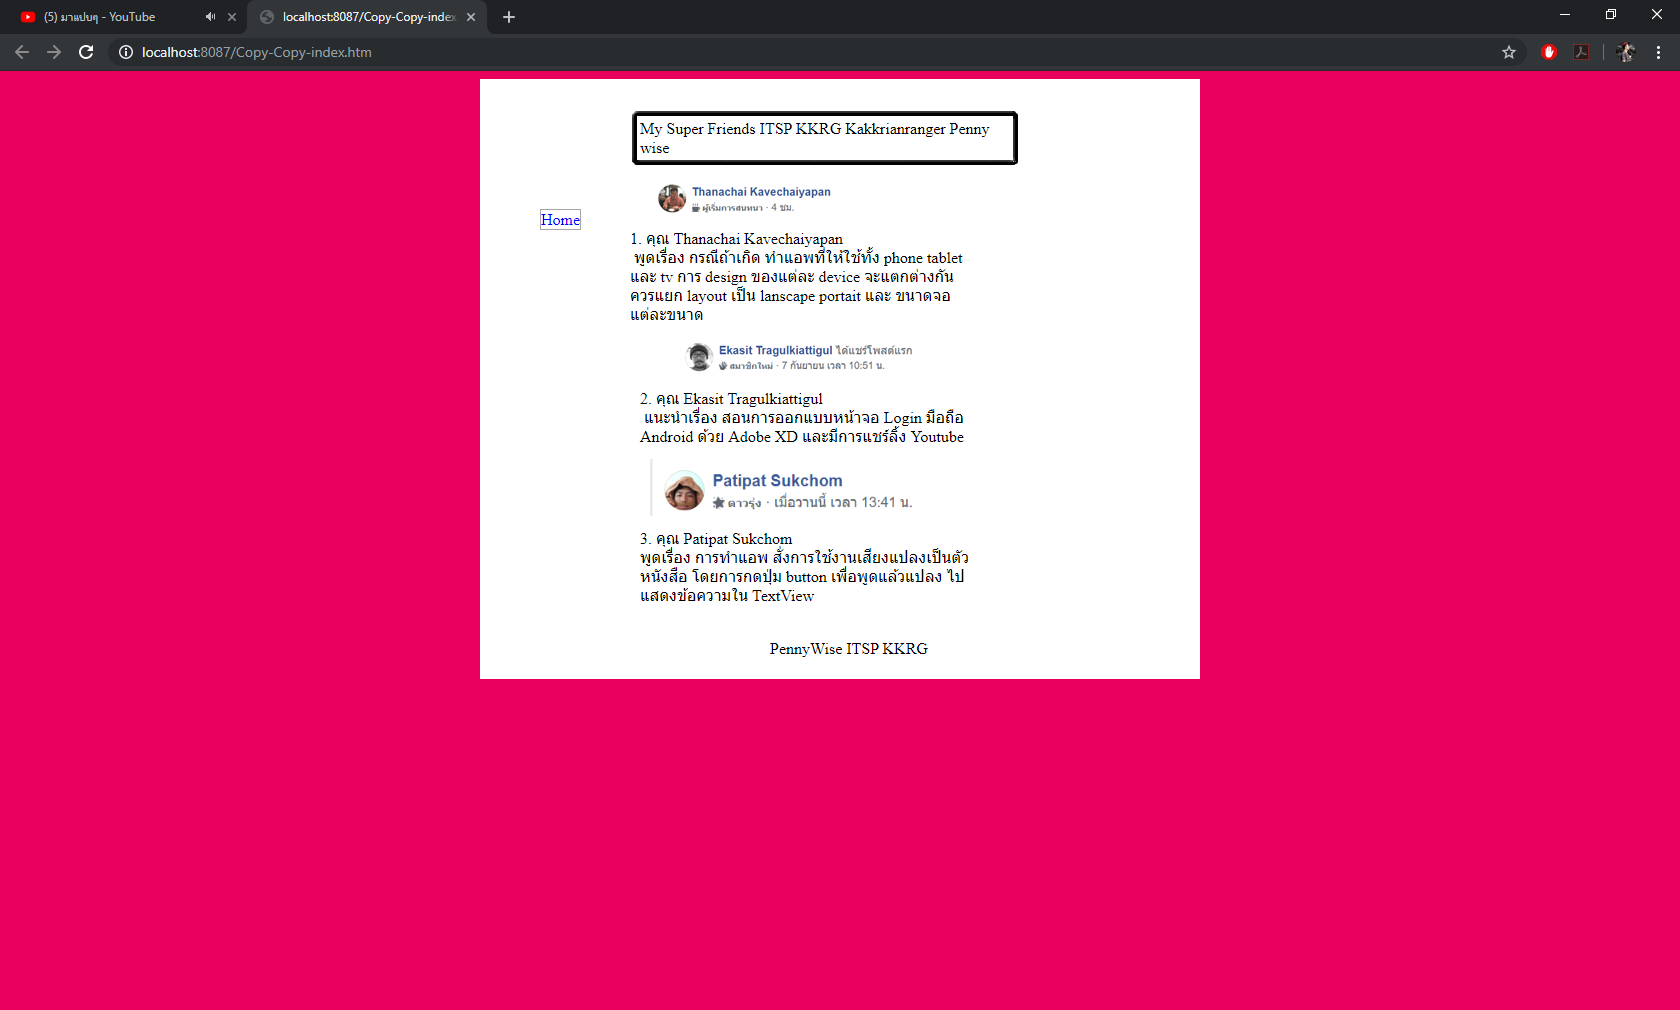 (5) มาแปบๆ - YouTube
localhost:8087/Copy-Copy-index
localhost:8087/Copy-Copy-index.htm
My Super Friends ITSP KKRG Kakkrianranger Penny
wise
Thanachai Kavechaiyapan
ผู้เริ่มการสนทนา · 4 ชม.
Home
1. คุณ Thanachai Kavechaiyapan
พูดเรื่อง กรณีถ้าเกิด ทำแอพที่ให้ใช้ทั้ง phone tablet
และ tv การ design ของแต่ละ device จะแตกต่างกัน
ควรแยก layout เป็น lanscape portait และ ขนาดจอ
แต่ละขนาด
Ekasit Tragulkiattigul ได้แชร์โพสต์แรก
สมาชิกใหม่ · 7 กันยายน เวลา 10:51 น.
2. คุณ Ekasit Tragulkiattigul
แนะนำเรื่อง สอนการออกแบบหน้าจอ Login มือถือ
Android ด้วย Adobe XD และมีการแชร์ลิ้ง Youtube
Patipat Sukchom
ดาวรุ่ง · เมื่อวานนี้ เวลา 13:41 น.
3. คุณ Patipat Sukchom
พูดเรื่อง การทำแอพ สั่งการใช้งานเสียงแปลงเป็นตัว
หนังสือ โดยการกดปุ่ม button เพื่อพูดแล้วแปลง ไป
แสดงข้อความใน TextView
PennyWise ITSP KKRG